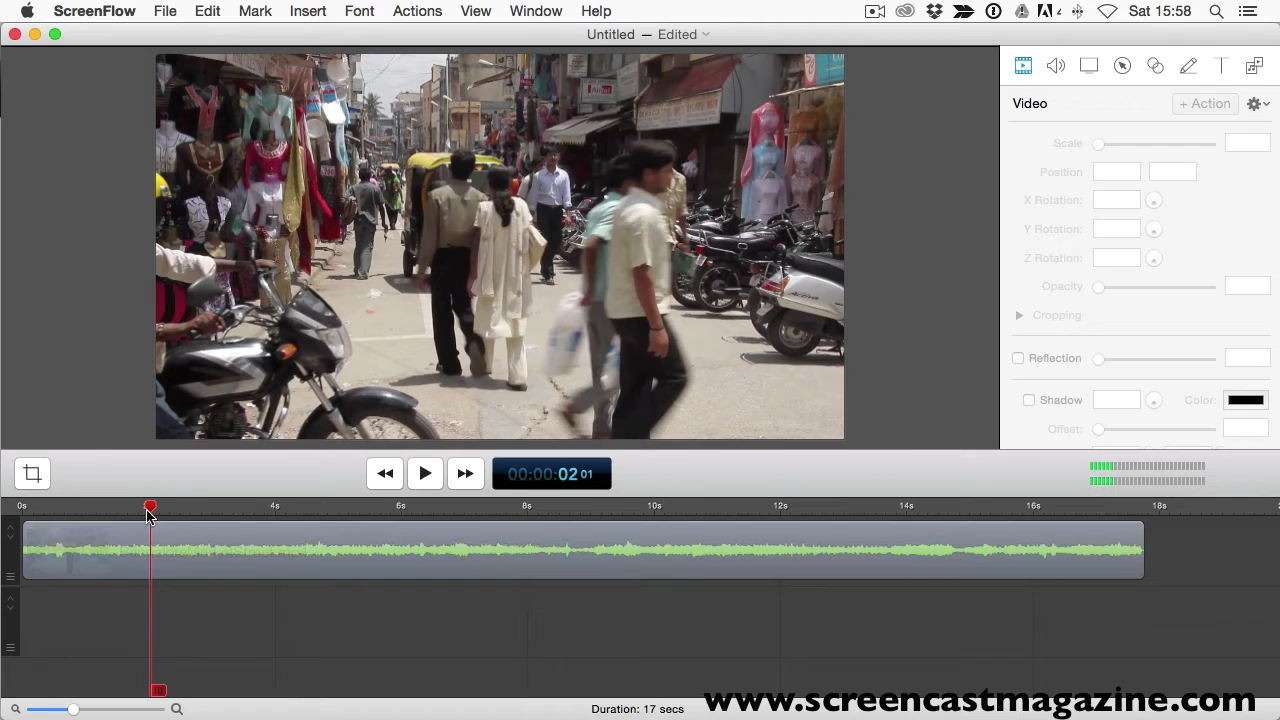 ScreenFlow File Edit Mark Insert Font Actions View Window Help 4 Sat 15:58
Untitled — Edited
Airtel
Video + Action
Scale
Position
X Rotation:
Y Rotation:
Z Rotation:
Opacity
Cropping
Reflection
Shadow Color:
Offset:
00:00:02 01
0s 4s 6s 8s 10s 12s 14s 16s 18s
Duration: 17 secs
www.screencastmagazine.com